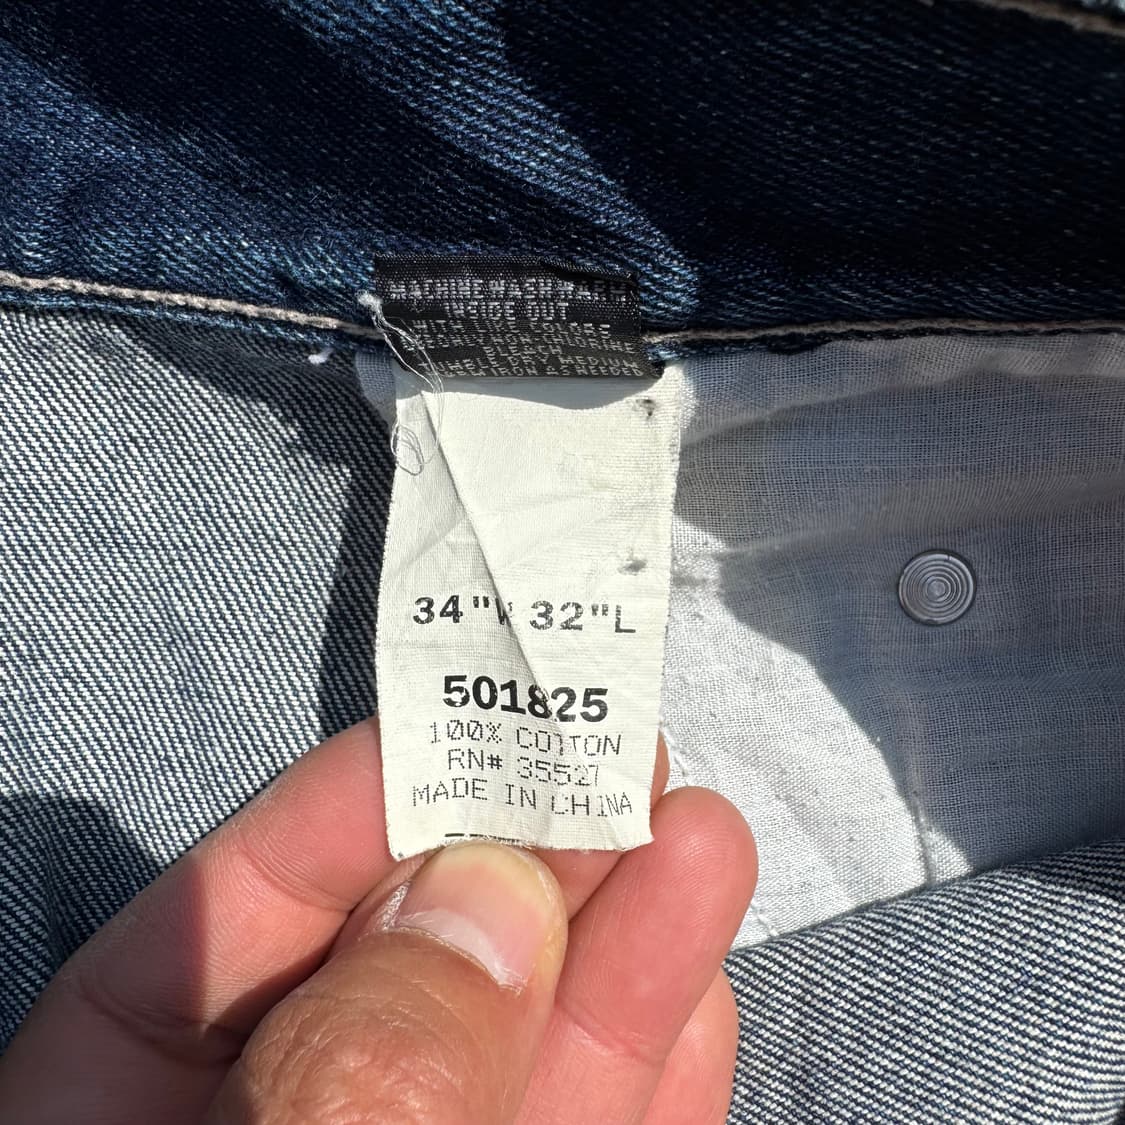 MACHINE WASH WARM
INSIDE OUT
WITH LIKE COLORS
ONLY NON-CHLORINE
BLEACH
TUMBLE DRY MEDIUM
IRON AS NEEDED
34"W 32"L
501825
100% COTTON
RN# 35527
MADE IN CHINA